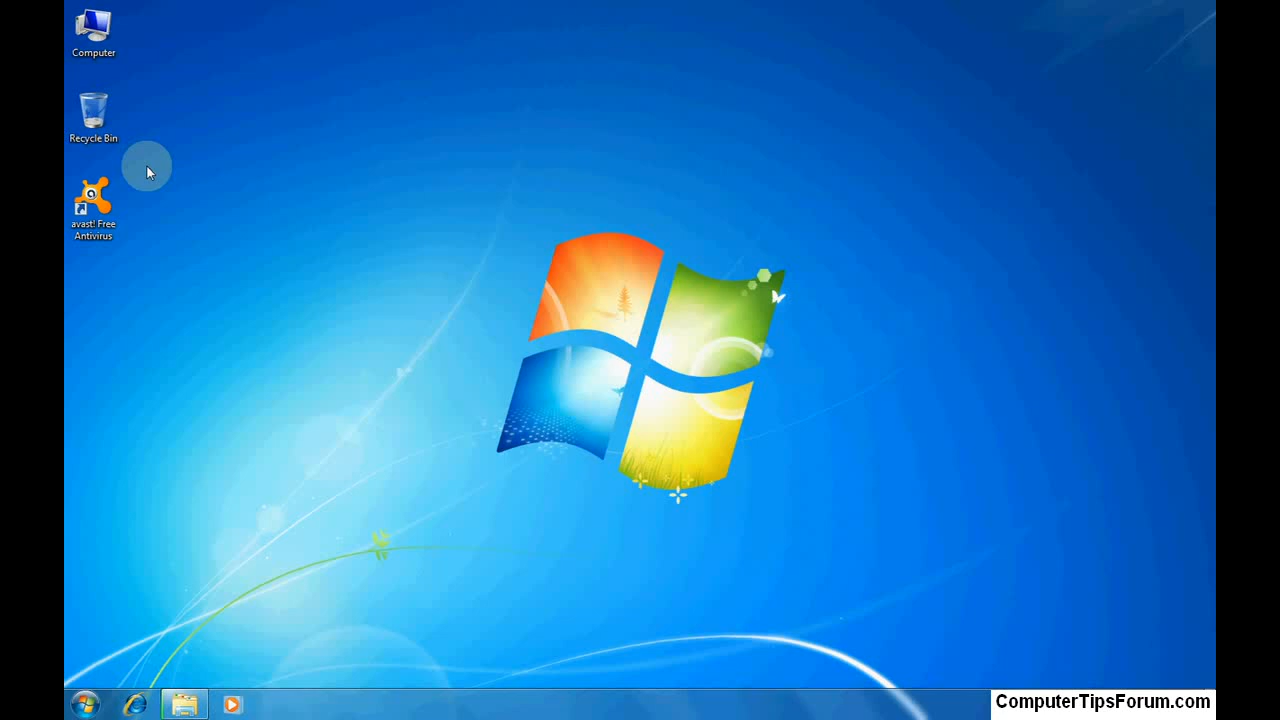 Computer
Recycle Bin
avast! Free
Antivirus
ComputerTipsForum.com